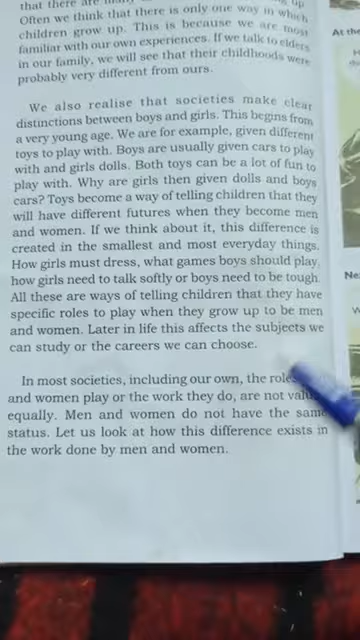 that there are many
up
Often we think that there is only one way in which
children grow up. This is because we are most
familiar with our own experiences. If we talk to elders
in our family, we will see that their childhoods were
probably very different from ours.
We also realise that societies make clear
distinctions between boys and girls. This begins from
a very young age. We are for example, given different
toys to play with. Boys are usually given cars to play
with and girls dolls. Both toys can be a lot of fun to
play with. Why are girls then given dolls and boys
cars? Toys become a way of telling children that they
will have different futures when they become men
and women. If we think about it, this difference is
created in the smallest and most everyday things.
How girls must dress, what games boys should play,
how girls need to talk softly or boys need to be tough.
All these are ways of telling children that they have
specific roles to play when they grow up to be men
and women. Later in life this affects the subjects we
can study or the careers we can choose.
In most societies, including our own, the roles
and women play or the work they do, are not valued
equally. Men and women do not have the same
status. Let us look at how this difference exists in
the work done by men and women.
At the